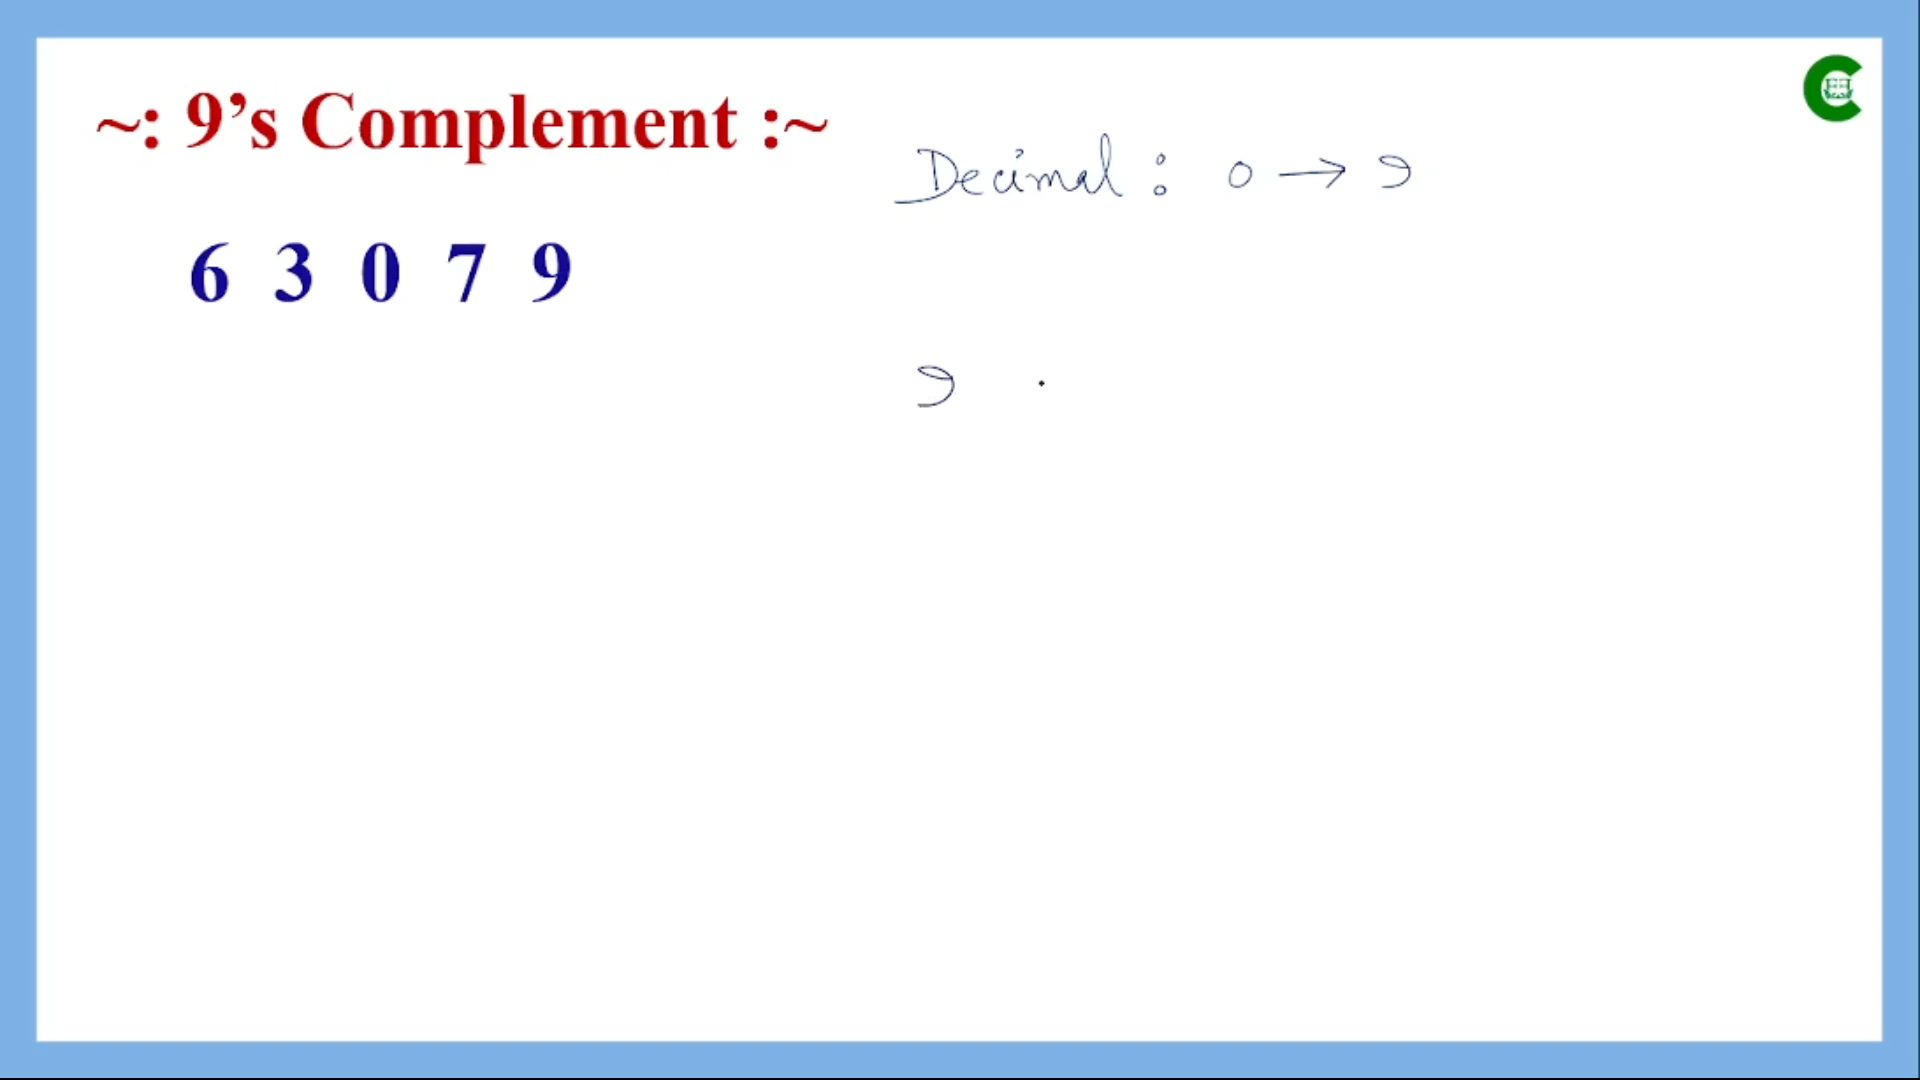 ~: 9’s Complement :~
Decimal : 0 → 9
6 3 0 7 9
9 .